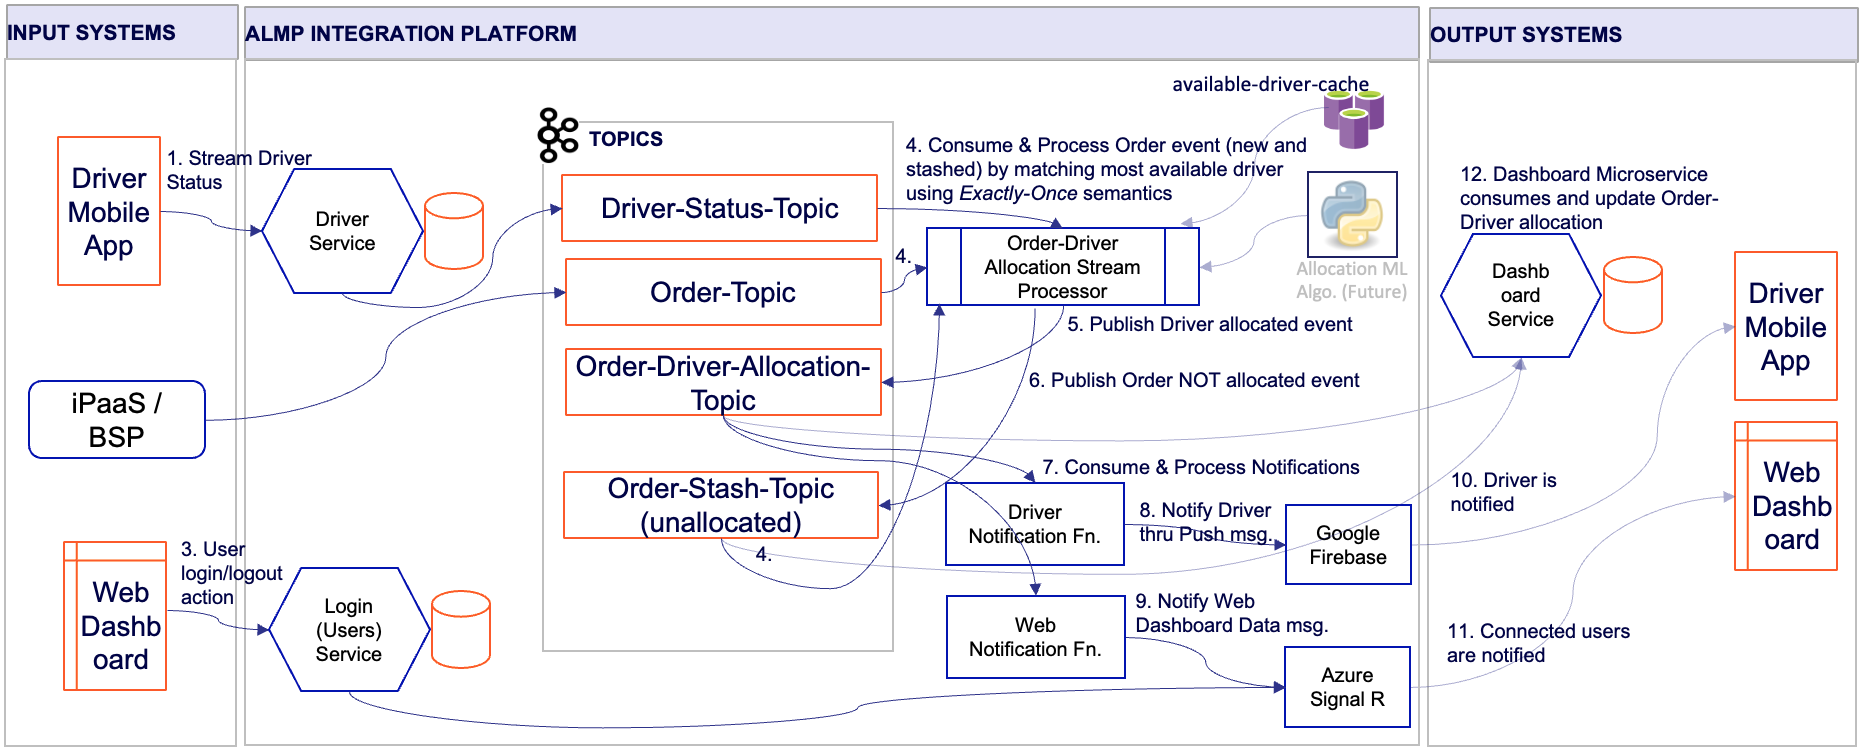 INPUT SYSTEMS
ALMP INTEGRATION PLATFORM
OUTPUT SYSTEMS
available-driver-cache
TOPICS
Driver
Mobile
App
1. Stream Driver
Status
Driver
Service
Driver-Status-Topic
Order-Topic
Order-Driver-Allocation-
Topic
Order-Stash-Topic
(unallocated)
4. Consume & Process Order event (new and
stashed) by matching most available driver
using Exactly-Once semantics
4.
Order-Driver
Allocation Stream
Processor
Allocation ML
Algo. (Future)
5. Publish Driver allocated event
6. Publish Order NOT allocated event
iPaaS /
BSP
7. Consume & Process Notifications
Driver
Notification Fn.
8. Notify Driver
thru Push msg.
Google
Firebase
4.
3. User
login/logout
action
Web
Dashb
oard
Login
(Users)
Service
Web
Notification Fn.
9. Notify Web
Dashboard Data msg.
Azure
Signal R
12. Dashboard Microservice
consumes and update Order-
Driver allocation
Dashb
oard
Service
Driver
Mobile
App
10. Driver is
notified
Web
Dashb
oard
11. Connected users
are notified